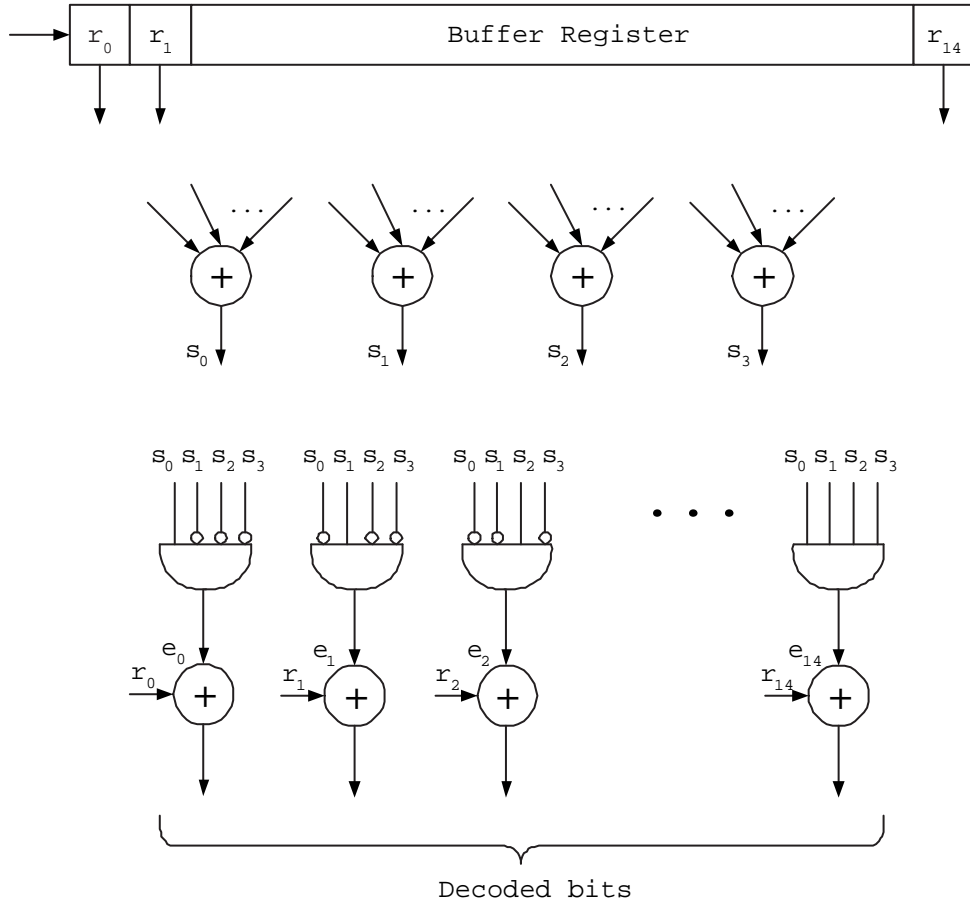 r₀ r₁ Buffer Register r₁₄
...
...
...
...
+ + + +
s₀ s₁ s₂ s₃
s₀ s₁ s₂ s₃ s₀ s₁ s₂ s₃ s₀ s₁ s₂ s₃ s₀ s₁ s₂ s₃
• • •
e₀ e₁ e₂ e₁₄
r₀ + r₁ + r₂ + r₁₄ +
Decoded bits